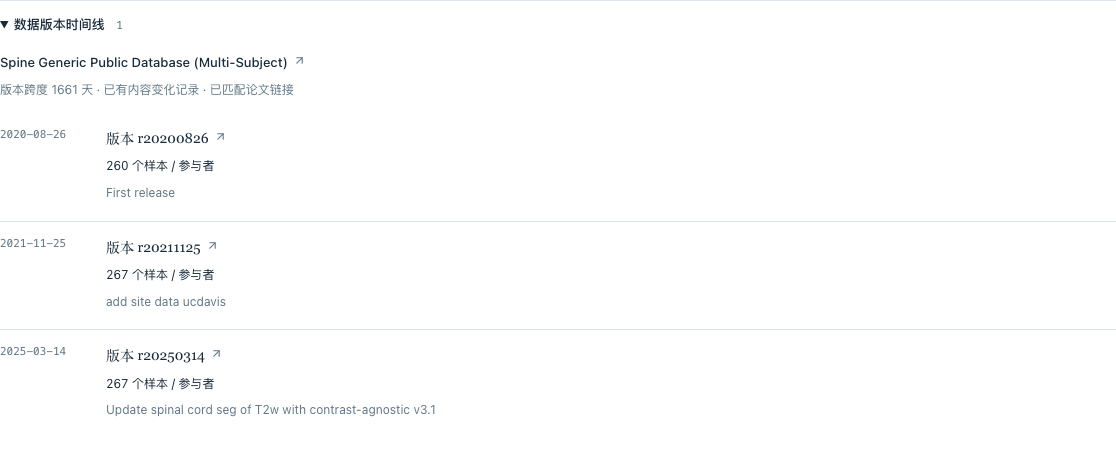 ▼ 数据版本时间线 1
Spine Generic Public Database (Multi-Subject) ↗
版本跨度 1661 天 · 已有内容变化记录 · 已匹配论文链接
2020-08-26
版本 r20200826 ↗
260 个样本 / 参与者
First release
2021-11-25
版本 r20211125 ↗
267 个样本 / 参与者
add site data ucdavis
2025-03-14
版本 r20250314 ↗
267 个样本 / 参与者
Update spinal cord seg of T2w with contrast-agnostic v3.1